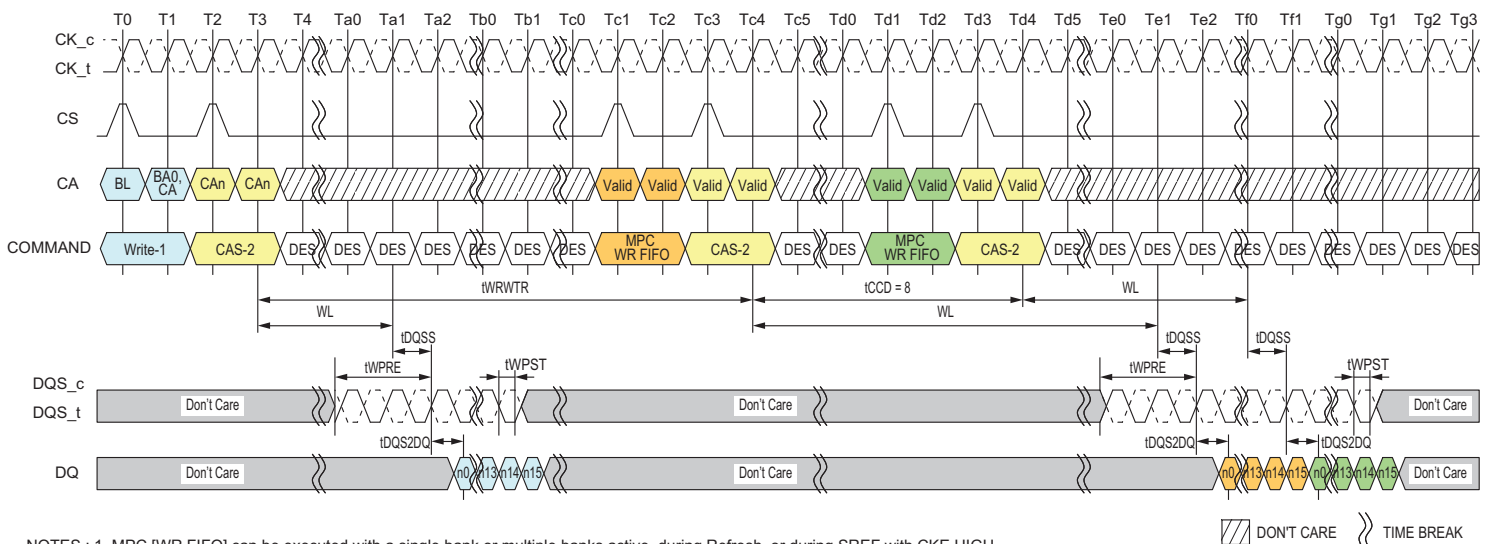 T0 T1 T2 T3 T4 Ta0 Ta1 Ta2 Tb0 Tb1 Tc0 Tc1 Tc2 Tc3 Tc4 Tc5 Td0 Td1 Td2 Td3 Td4 Td5 Te0 Te1 Te2 Tf0 Tf1 Tg0 Tg1 Tg2 Tg3
CK_c
CK_t
CS
CA BL BA0, CA CAn CAn Valid Valid Valid Valid Valid Valid Valid Valid
COMMAND Write-1 CAS-2 DES DES DES DES DES DES DES MPC WR FIFO CAS-2 DES DES MPC WR FIFO CAS-2 DES DES DES DES DES DES DES DES DES DES
tWRWTR tCCD = 8 WL
WL WL
tDQSS tDQSS tDQSS
tWPRE tWPST tWPRE tWPST
DQS_c
DQS_t Don't Care Don't Care Don't Care
tDQS2DQ tDQS2DQ tDQS2DQ
DQ Don't Care n0 n13 n14 n15 Don't Care n0 n13 n14 n15 n0 n13 n14 n15 Don't Care
DON'T CARE TIME BREAK
NOTES : 1. MPC [WR FIFO] can be executed with a single bank or multiple banks active, during Refresh, or during SREF with CKE HIGH.